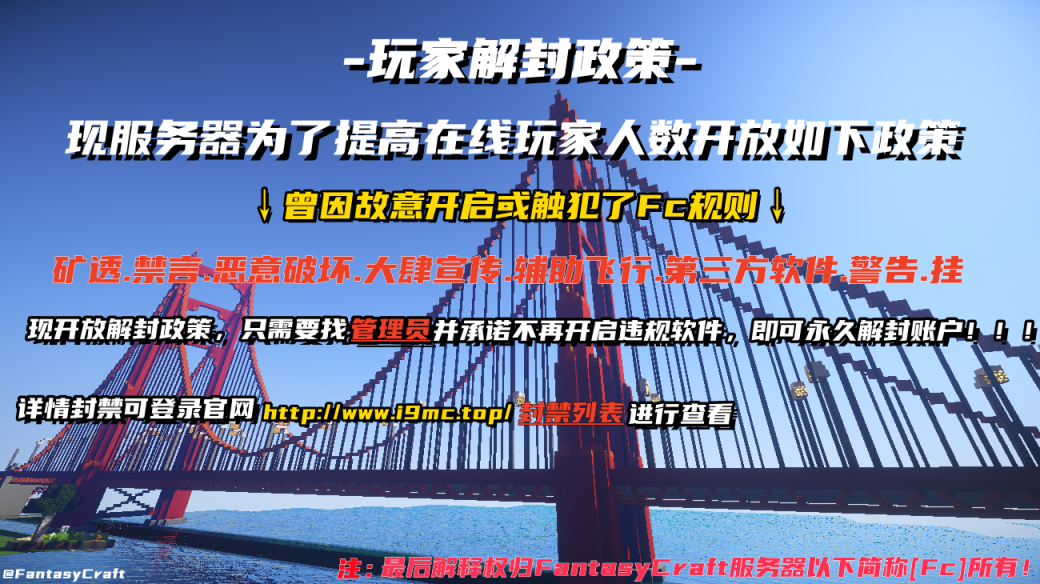 -玩家解封政策-
现服务器为了提高在线玩家人数开放如下政策
↓曾因故意开启或触犯了Fc规则↓
矿透.禁言.恶意破坏.大肆宣传.辅助飞行.第三方软件.警告.挂
现开放解封政策，只需要找管理员并承诺不再开启违规软件，即可永久解封账户！！！
详情封禁可登录官网 http://www.i9mc.top/ 封禁列表 进行查看
注：最后解释权归FantasyCraft服务器以下简称[Fc]所有！
@FantasyCraft